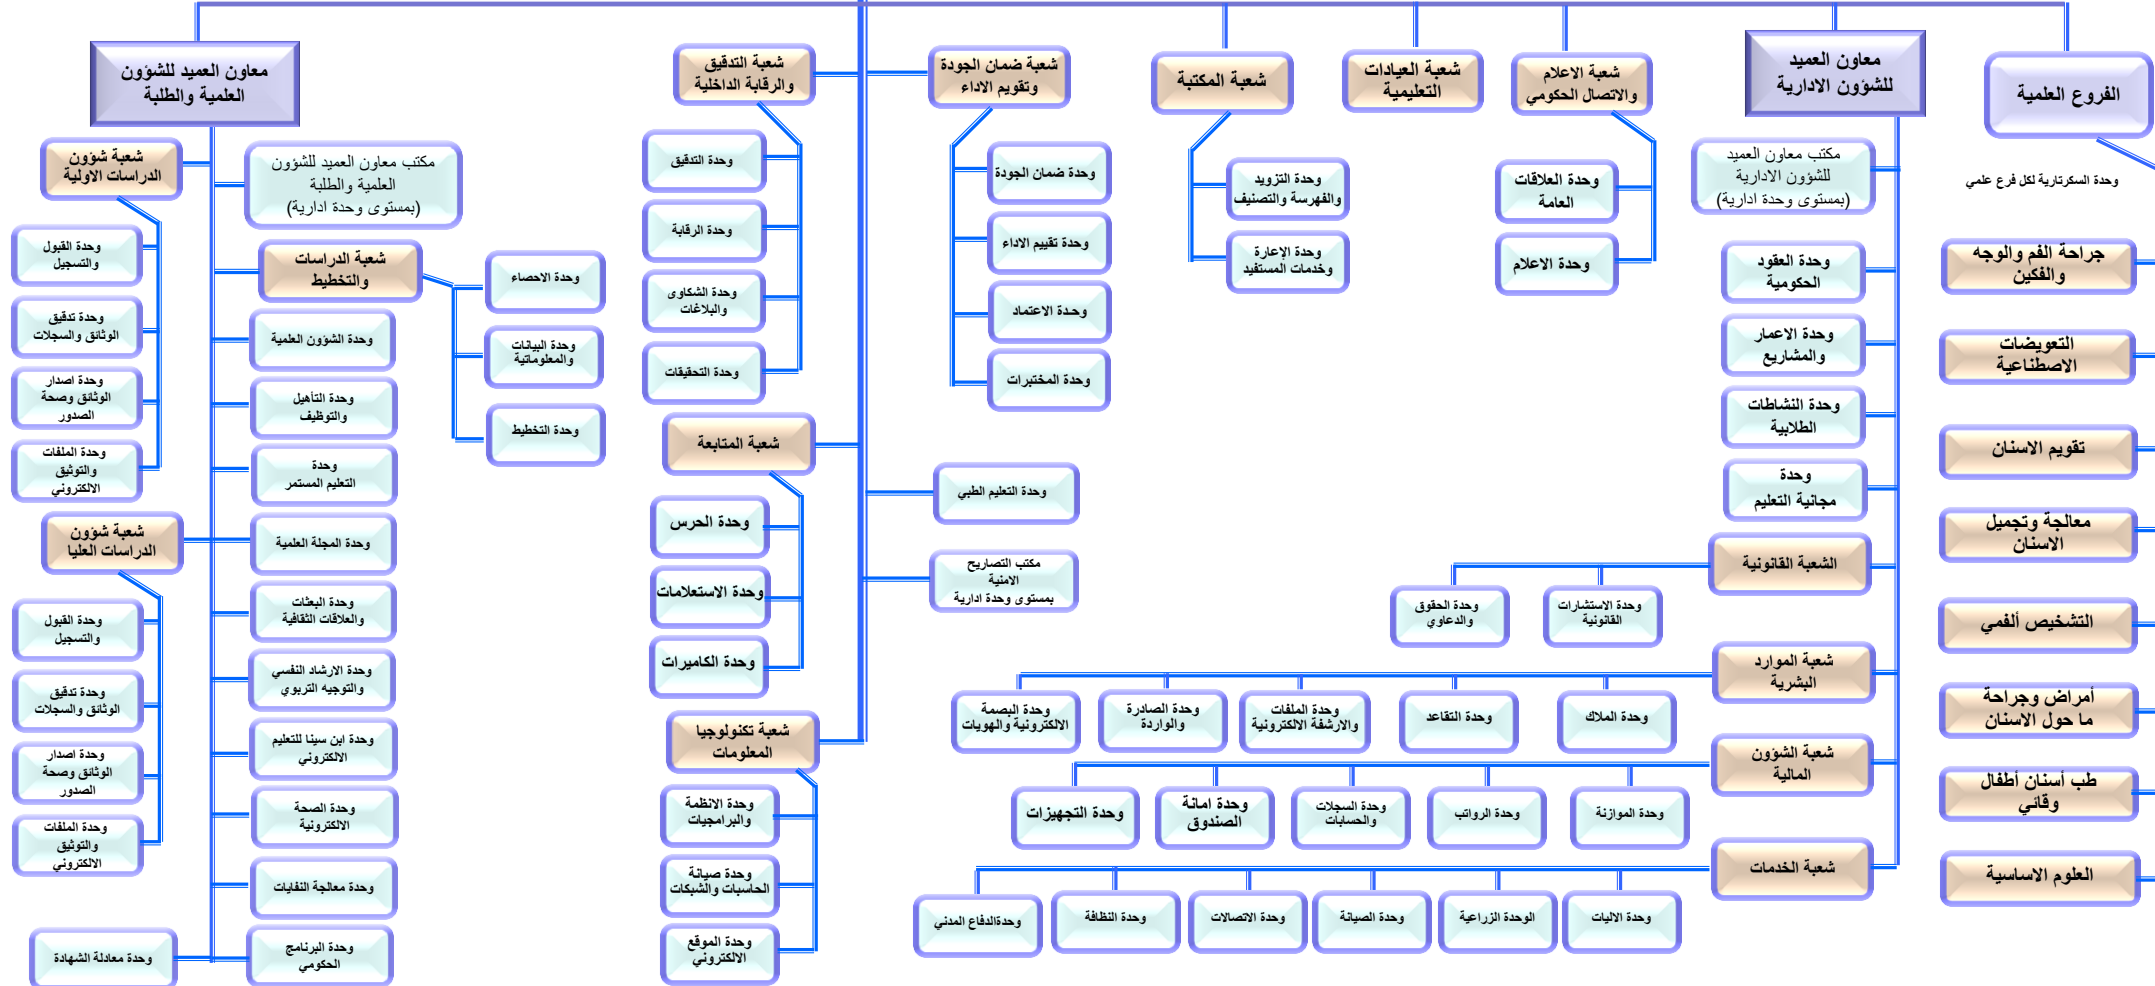 الفروع العلمية
وحدة السكرتارية لكل فرع علمي
جراحة الفم والوجه
والفكين
التعويضات
الاصطناعية
تقويم الاسنان
معالجة وتجميل
الاسنان
التشخيص ألفمي
أمراض وجراحة
ما حول الاسنان
طب أسنان أطفال
وقائي
العلوم الاساسية
معاون العميد
للشؤون الادارية
مكتب معاون العميد
للشؤون الادارية
(بمستوى وحدة ادارية)
وحدة العقود
الحكومية
وحدة الاعمار
والمشاريع
وحدة النشاطات
الطلابية
وحدة
مجانية التعليم
الشعبة القانونية
وحدة الاستشارات
القانونية
وحدة الحقوق
والدعاوي
شعبة الموارد
البشرية
وحدة الملاك
وحدة التقاعد
وحدة الملفات
والارشفة الالكترونية
وحدة الصادرة
والواردة
وحدة البصمة
الالكترونية والهويات
شعبة الشؤون
المالية
وحدة الموازنة
وحدة الرواتب
وحدة السجلات
والحسابات
وحدة امانة
الصندوق
وحدة التجهيزات
شعبة الخدمات
وحدة الاليات
الوحدة الزراعية
وحدة الصيانة
وحدة الاتصالات
وحدة النظافة
وحدةالدفاع المدني
شعبة الاعلام
والاتصال الحكومي
وحدة العلاقات
العامة
وحدة الاعلام
شعبة العيادات
التعليمية
شعبة المكتبة
وحدة التزويد
والفهرسة والتصنيف
وحدة الإعارة
وخدمات المستفيد
شعبة ضمان الجودة
وتقويم الاداء
وحدة ضمان الجودة
وحدة تقييم الاداء
وحدة الاعتماد
وحدة المختبرات
وحدة التعليم الطبي
مكتب التصاريح
الامنية
بمستوى وحدة ادارية
شعبة التدقيق
والرقابة الداخلية
وحدة التدقيق
وحدة الرقابة
وحدة الشكاوى
والبلاغات
وحدة التحقيقات
شعبة المتابعة
وحدة الحرس
وحدة الاستعلامات
وحدة الكاميرات
شعبة تكنولوجيا
المعلومات
وحدة الانظمة
والبرامجيات
وحدة صيانة
الحاسبات والشبكات
وحدة الموقع
الالكتروني
معاون العميد للشؤون
العلمية والطلبة
مكتب معاون العميد للشؤون
العلمية والطلبة
(بمستوى وحدة ادارية)
شعبة الدراسات
والتخطيط
وحدة الاحصاء
وحدة البيانات
والمعلوماتية
وحدة التخطيط
وحدة الشؤون العلمية
وحدة التأهيل
والتوظيف
وحدة
التعليم المستمر
وحدة المجلة العلمية
وحدة البعثات
والعلاقات الثقافية
وحدة الارشاد النفسي
والتوجيه التربوي
وحدة ابن سينا للتعليم
الالكتروني
وحدة الصحة
الالكترونية
وحدة معالجة النفايات
وحدة البرنامج
الحكومي
شعبة شؤون
الدراسات الاولية
وحدة القبول
والتسجيل
وحدة تدقيق
الوثائق والسجلات
وحدة اصدار
الوثائق وصحة
الصدور
وحدة الملفات
والتوثيق
الالكتروني
شعبة شؤون
الدراسات العليا
وحدة القبول
والتسجيل
وحدة تدقيق
الوثائق والسجلات
وحدة اصدار
الوثائق وصحة
الصدور
وحدة الملفات
والتوثيق
الالكتروني
وحدة معادلة الشهادة